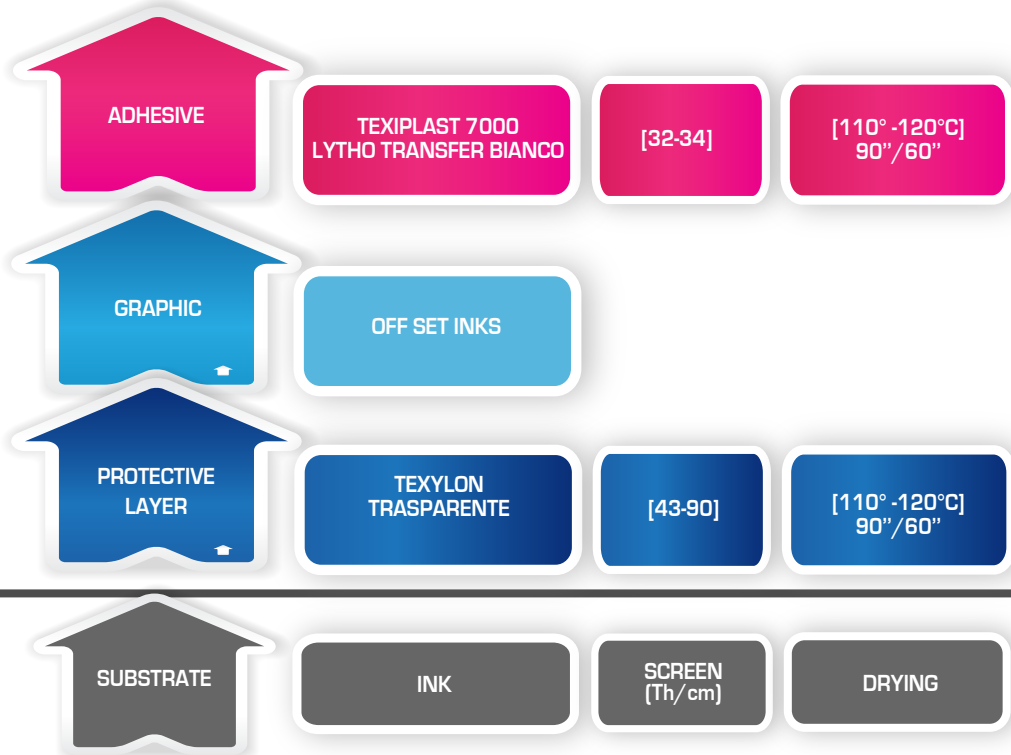 ADHESIVE
TEXIPLAST 7000
LYTHO TRANSFER BIANCO
[32-34]
[110° -120°C]
90’’/60’’
GRAPHIC
OFF SET INKS
PROTECTIVE
LAYER
TEXYLON
TRASPARENTE
[43-90]
[110° -120°C]
90’’/60’’
SUBSTRATE
INK
SCREEN
(Th/cm)
DRYING